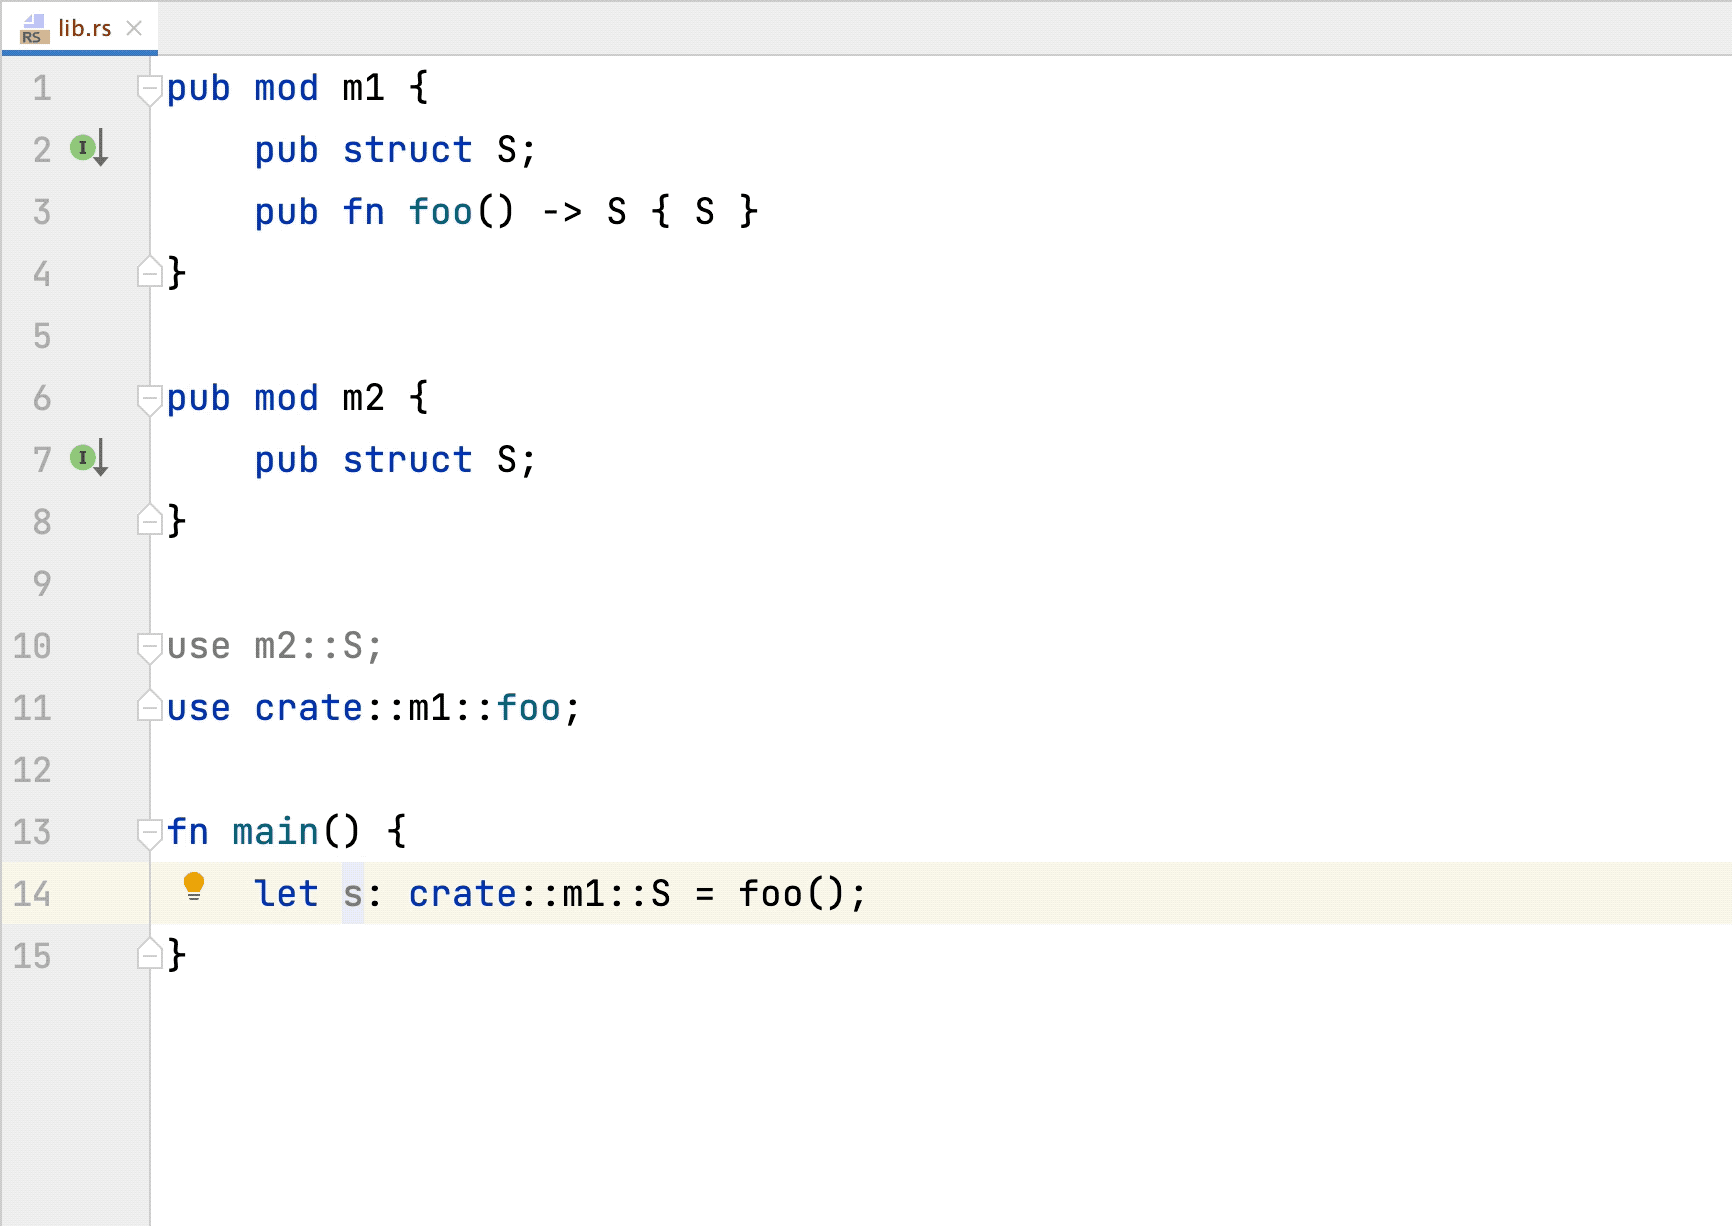 RS lib.rs
1 pub mod m1 {
2 I pub struct S;
3 pub fn foo() -> S { S }
4 }
5
6 pub mod m2 {
7 I pub struct S;
8 }
9
10 use m2::S;
11 use crate::m1::foo;
12
13 fn main() {
14 let s: crate::m1::S = foo();
15 }